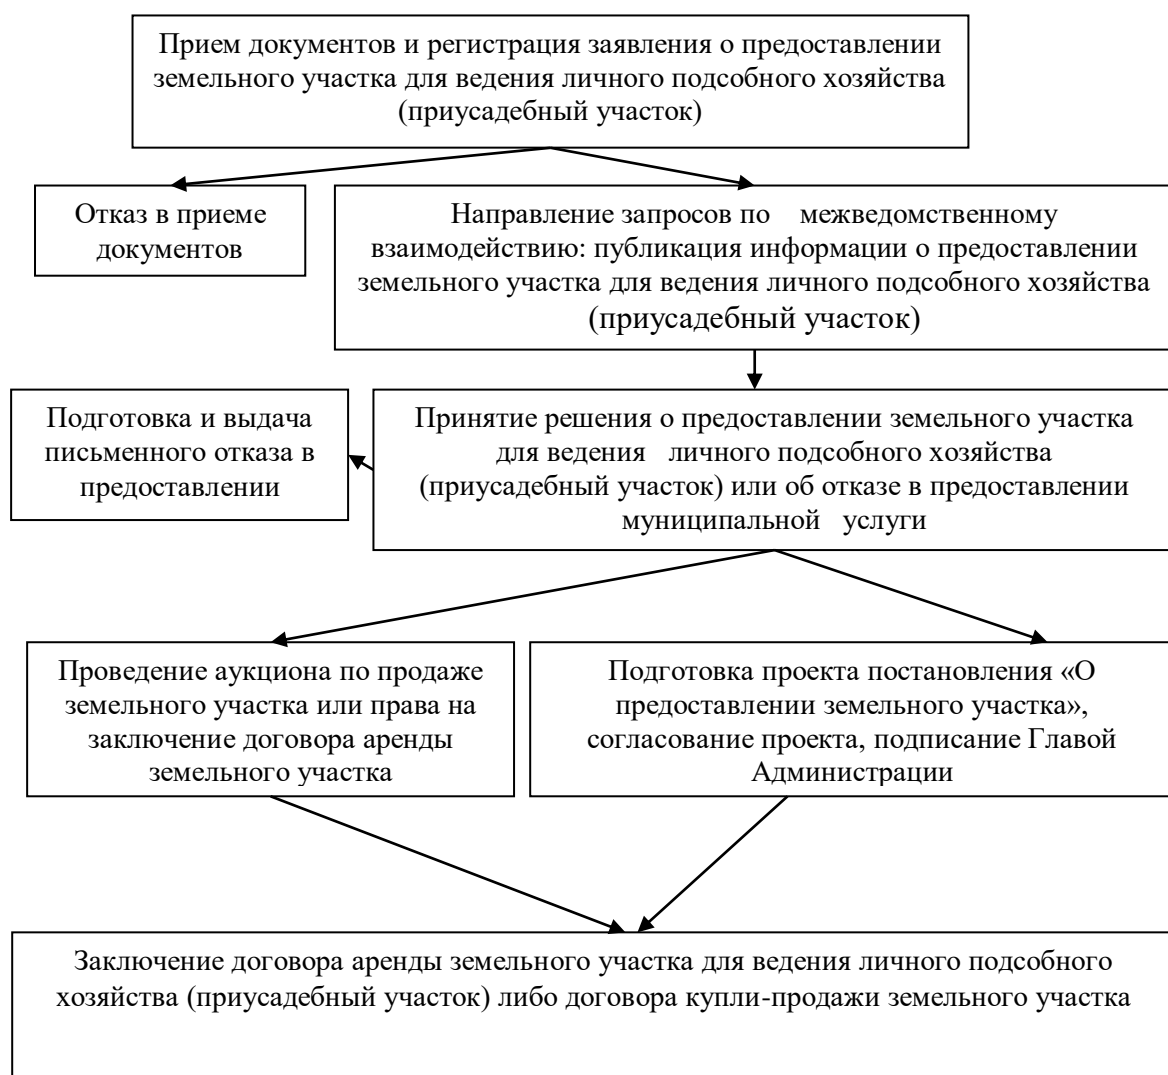 Прием документов и регистрация заявления о предоставлении
земельного участка для ведения личного подсобного хозяйства
(приусадебный участок)
Отказ в приеме
документов
Направление запросов по межведомственному
взаимодействию: публикация информации о предоставлении
земельного участка для ведения личного подсобного хозяйства
(приусадебный участок)
Подготовка и выдача
письменного отказа в
предоставлении
Принятие решения о предоставлении земельного участка
для ведения личного подсобного хозяйства
(приусадебный участок) или об отказе в предоставлении
муниципальной услуги
Проведение аукциона по продаже
земельного участка или права на
заключение договора аренды
земельного участка
Подготовка проекта постановления «О
предоставлении земельного участка»,
согласование проекта, подписание Главой
Администрации
Заключение договора аренды земельного участка для ведения личного подсобного
хозяйства (приусадебный участок) либо договора купли-продажи земельного участка